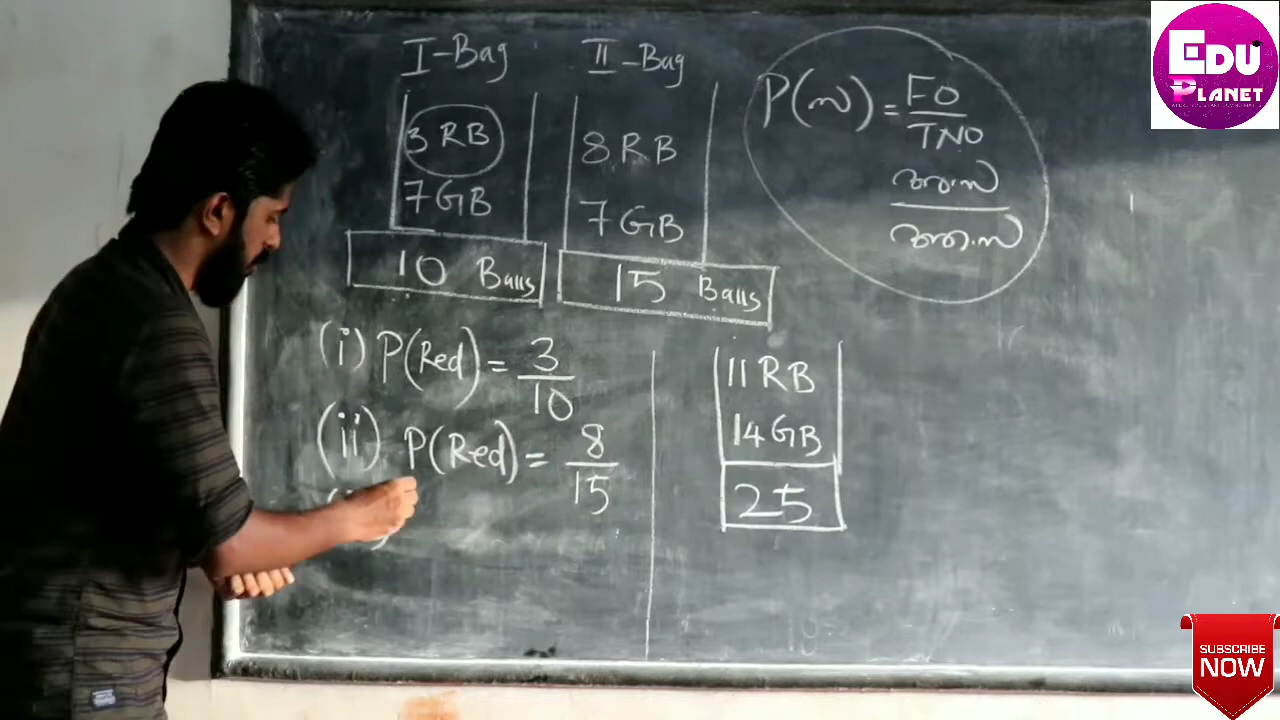 I-Bag
3 RB
7 GB
10 Balls
II-Bag
8 RB
7 GB
15 Balls
P(സ) = FO
TNO
അ.സ
ആ.സ
(i) P(Red) = 3
10
(ii) P(Red) = 8
15
11 RB
14 GB
25
EDU
PLANET
SUBSCRIBE
NOW